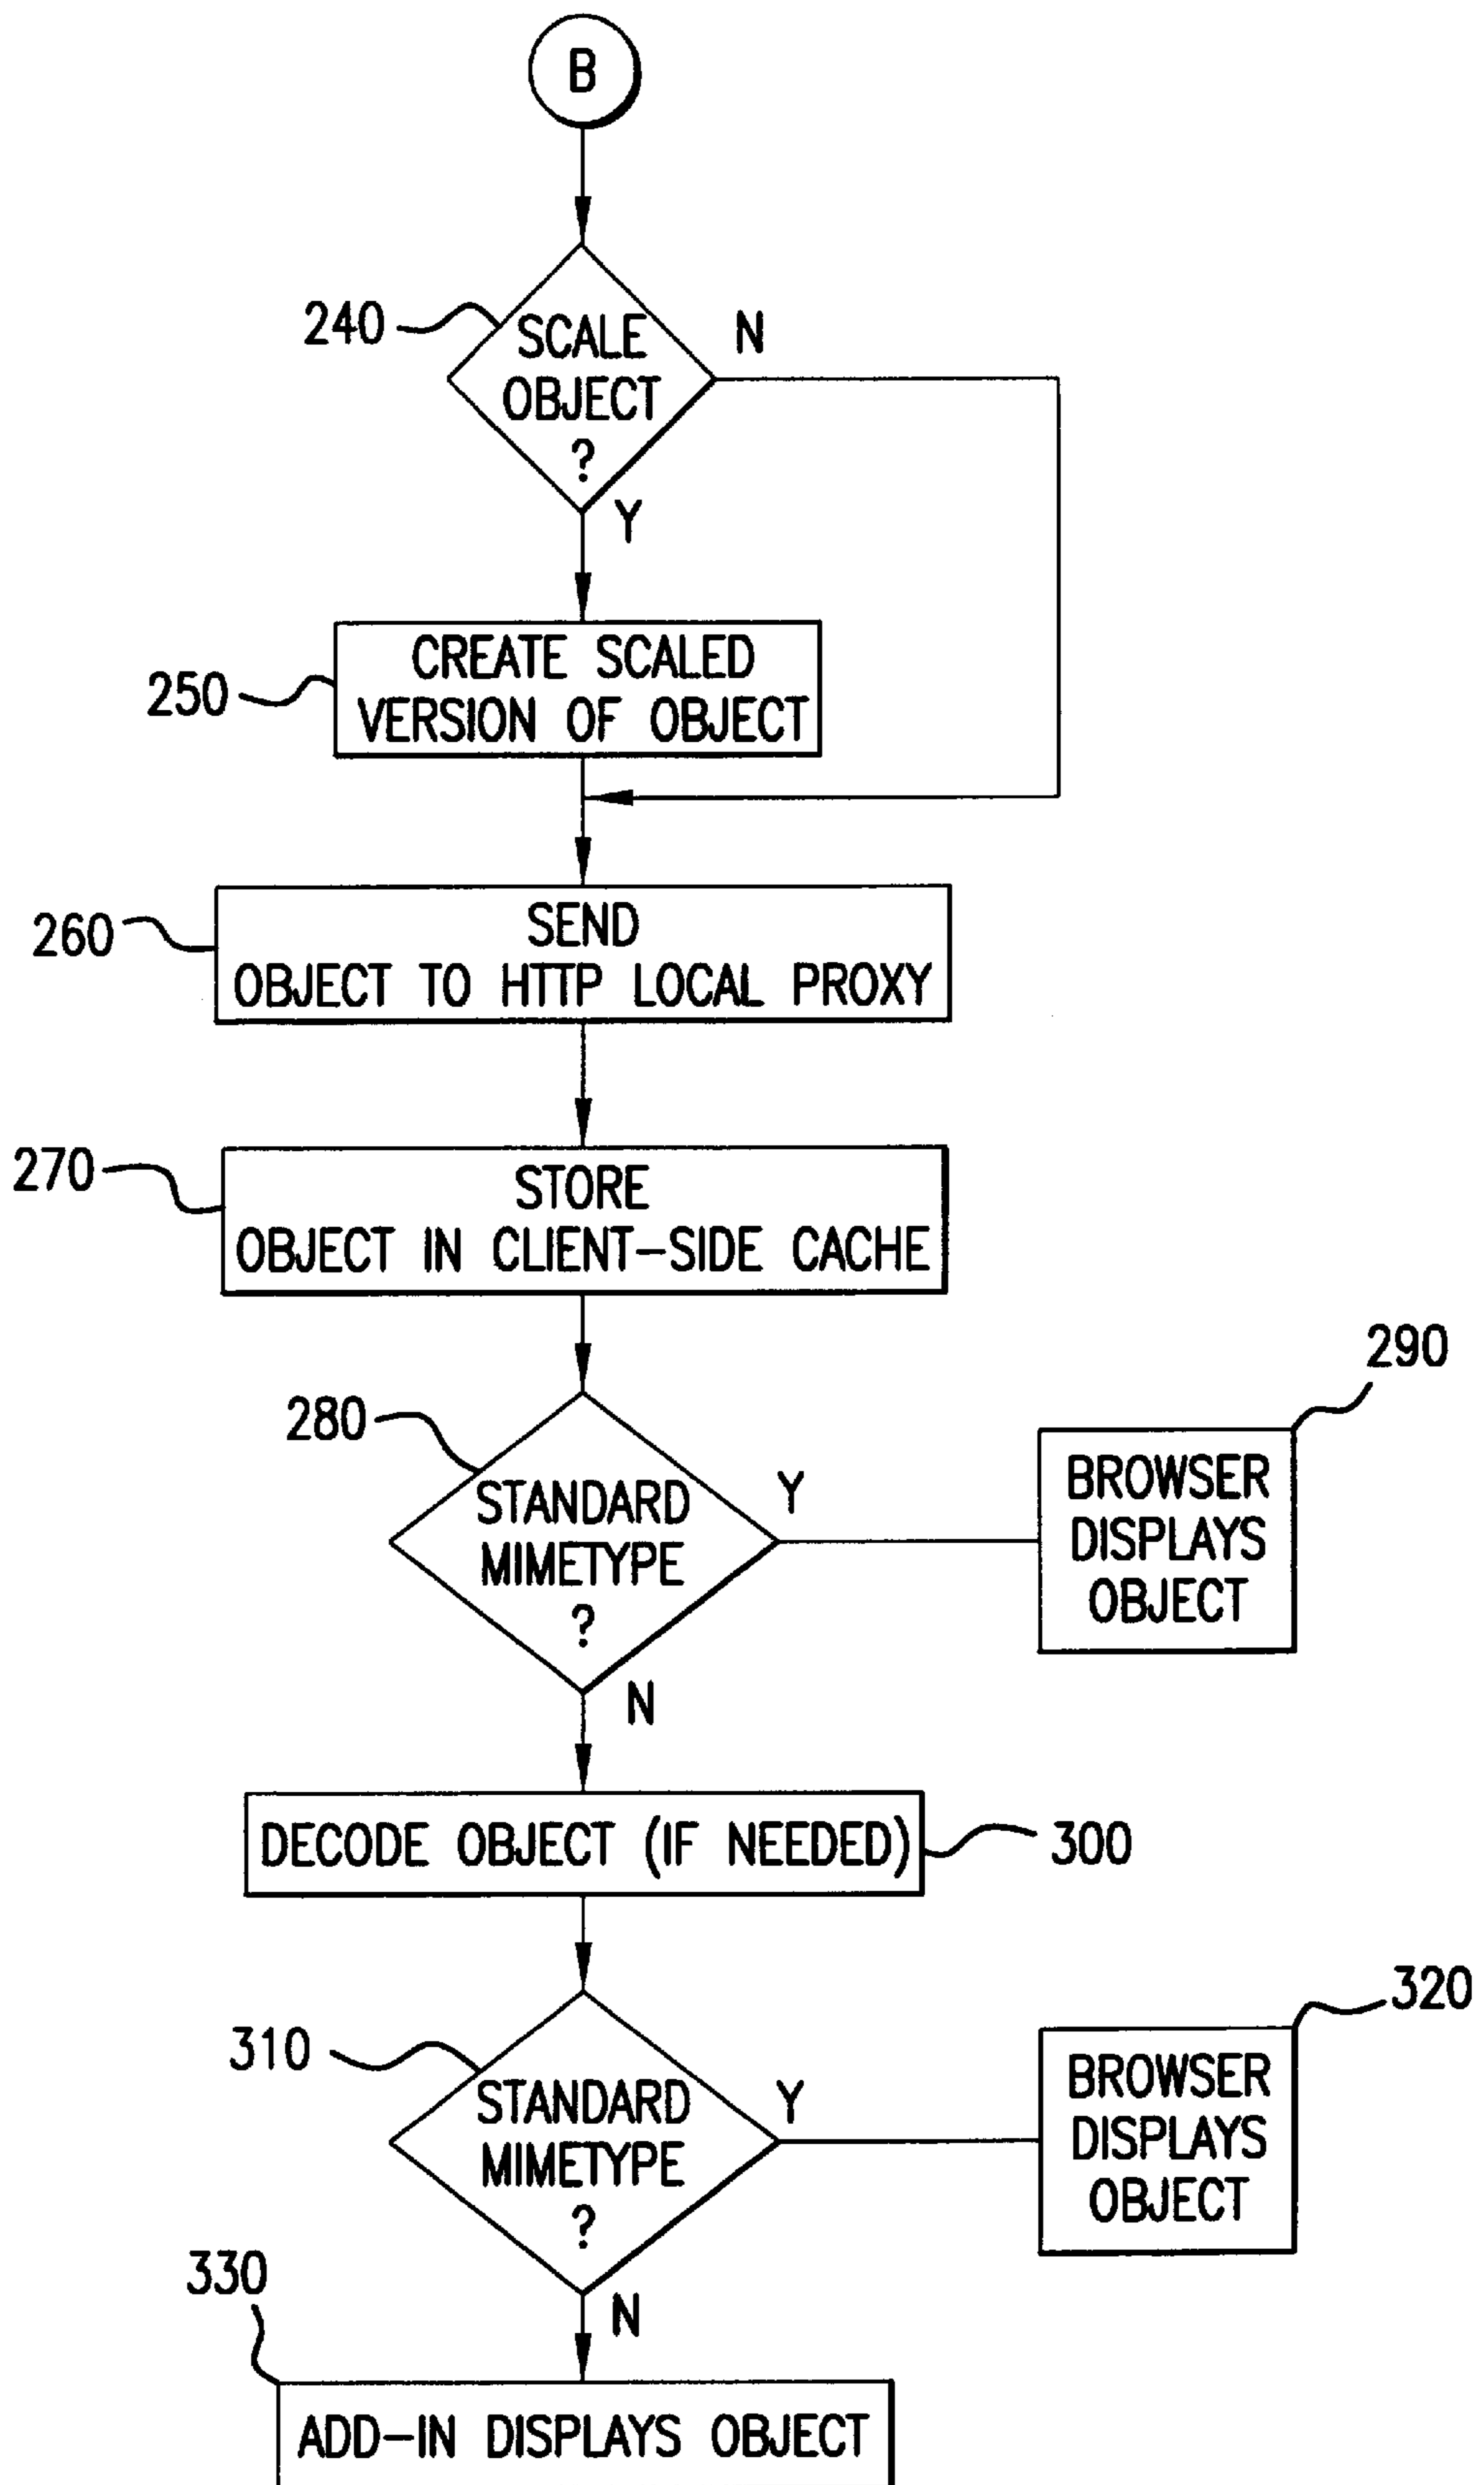 B
240
SCALE
OBJECT
?
N
Y
250
CREATE SCALED
VERSION OF OBJECT
260
SEND
OBJECT TO HTTP LOCAL PROXY
270
STORE
OBJECT IN CLIENT-SIDE CACHE
280
STANDARD
MIMETYPE
?
Y
290
BROWSER
DISPLAYS
OBJECT
N
DECODE OBJECT (IF NEEDED)
300
310
STANDARD
MIMETYPE
?
Y
320
BROWSER
DISPLAYS
OBJECT
N
330
ADD-IN DISPLAYS OBJECT